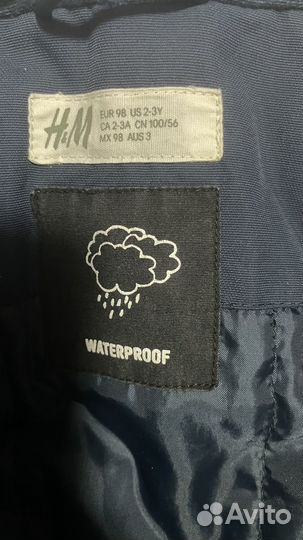 H&M
EUR 98 US 2-3Y
CA 2-3A CN 100/56
MX 98 AUS 3
WATERPROOF
Avito